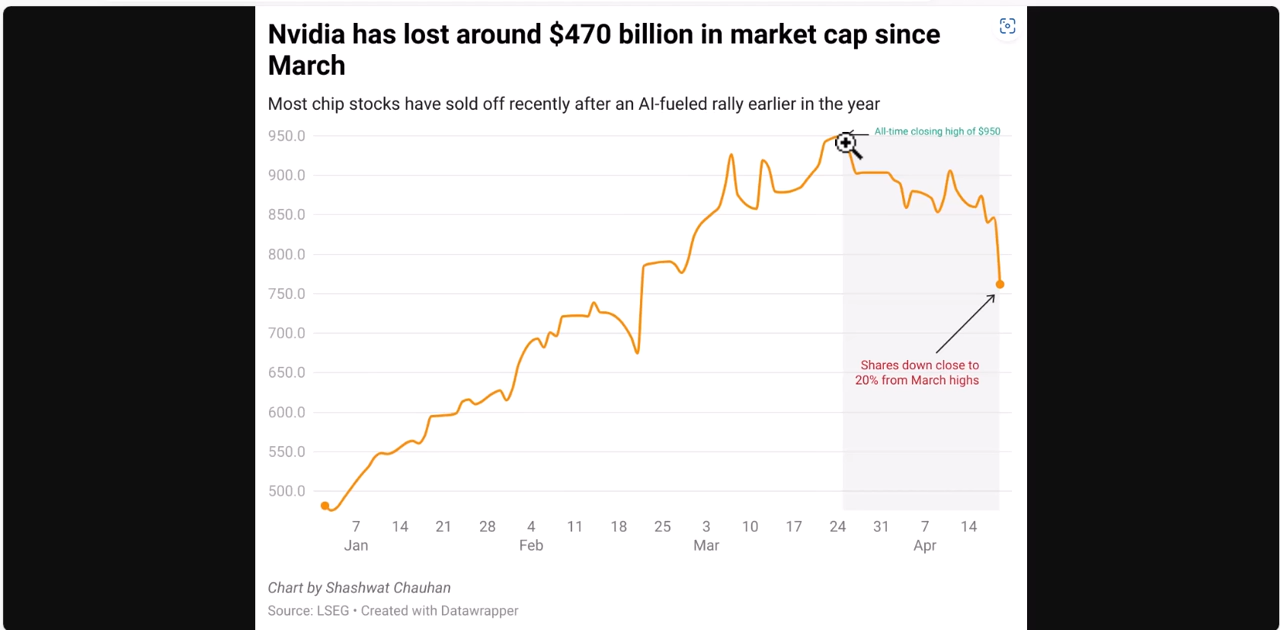 Nvidia has lost around $470 billion in market cap since
March
Most chip stocks have sold off recently after an AI-fueled rally earlier in the year
950.0
All-time closing high of $950
900.0
850.0
800.0
750.0
700.0
Shares down close to
20% from March highs
650.0
600.0
550.0
500.0
7 14 21 28 4 11 18 25 3 10 17 24 31 7 14
Jan Feb Mar Apr
Chart by Shashwat Chauhan
Source: LSEG • Created with Datawrapper